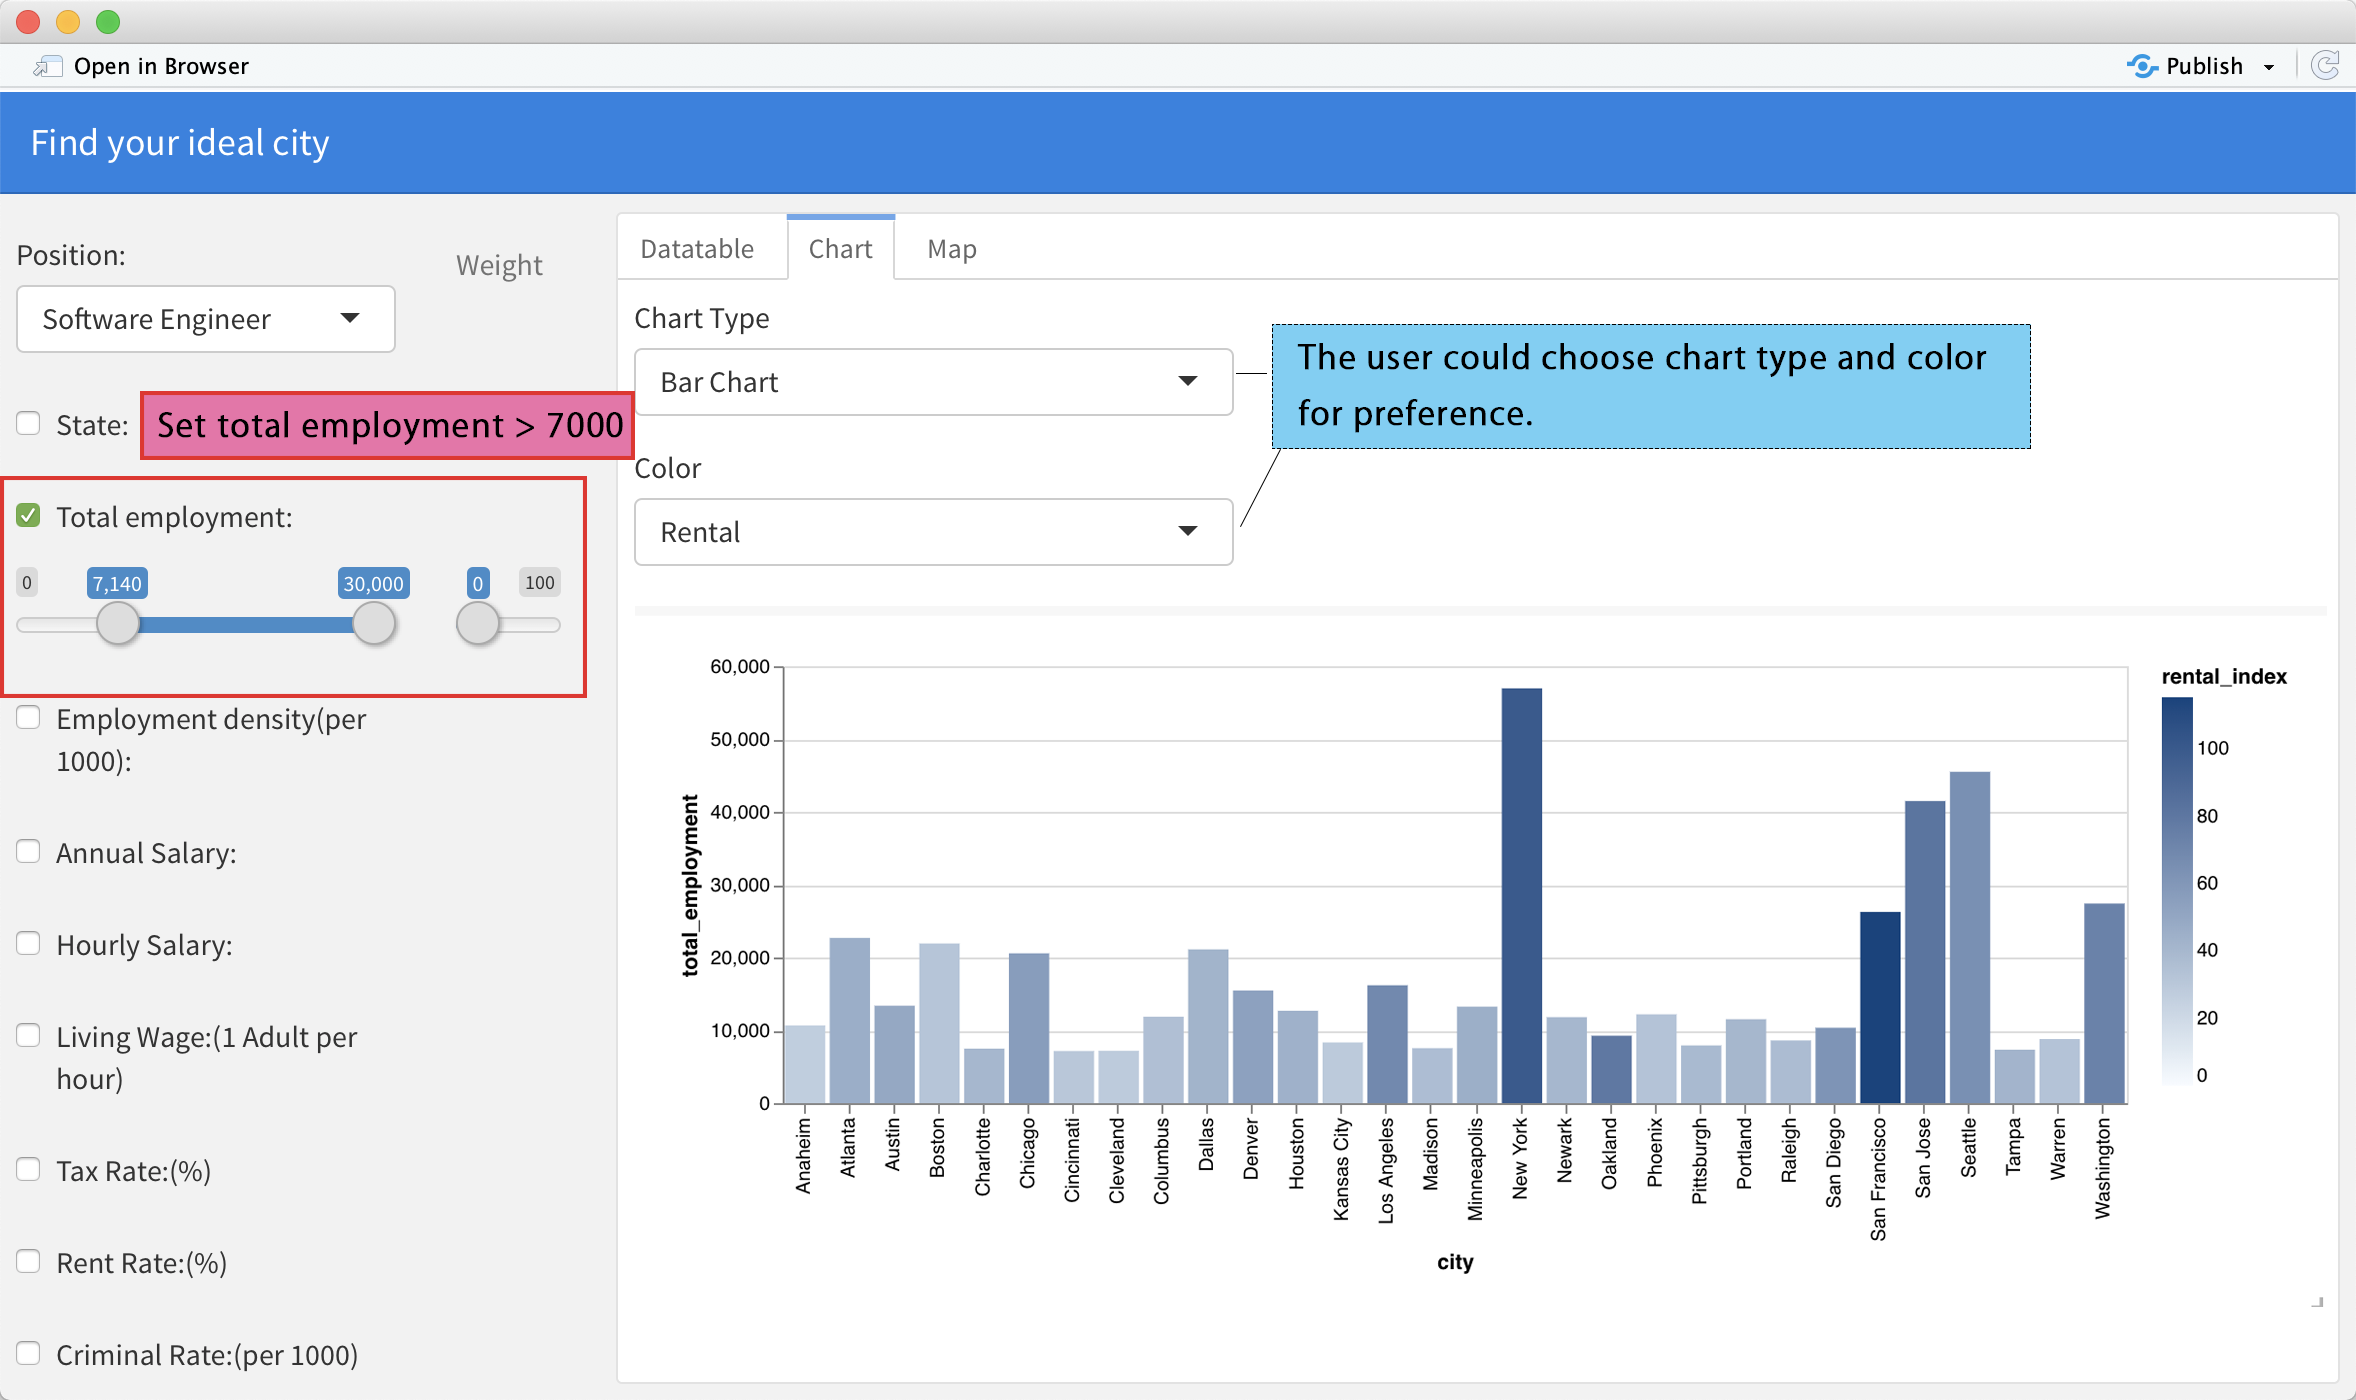 Open in Browser
Publish
Find your ideal city
Position:
Weight
Software Engineer
State:
Set total employment > 7000
Total employment:
0
7,140
30,000
0
100
Employment density(per
1000):
Annual Salary:
Hourly Salary:
Living Wage:(1 Adult per
hour)
Tax Rate:(%)
Rent Rate:(%)
Criminal Rate:(per 1000)
Datatable
Chart
Map
Chart Type
Bar Chart
The user could choose chart type and color
for preference.
Color
Rental
total_employment
60,000
50,000
40,000
30,000
20,000
10,000
0
Anaheim
Atlanta
Austin
Boston
Charlotte
Chicago
Cincinnati
Cleveland
Columbus
Dallas
Denver
Houston
Kansas City
Los Angeles
Madison
Minneapolis
New York
Newark
Oakland
Phoenix
Pittsburgh
Portland
Raleigh
San Diego
San Francisco
San Jose
Seattle
Tampa
Warren
Washington
city
rental_index
100
80
60
40
20
0